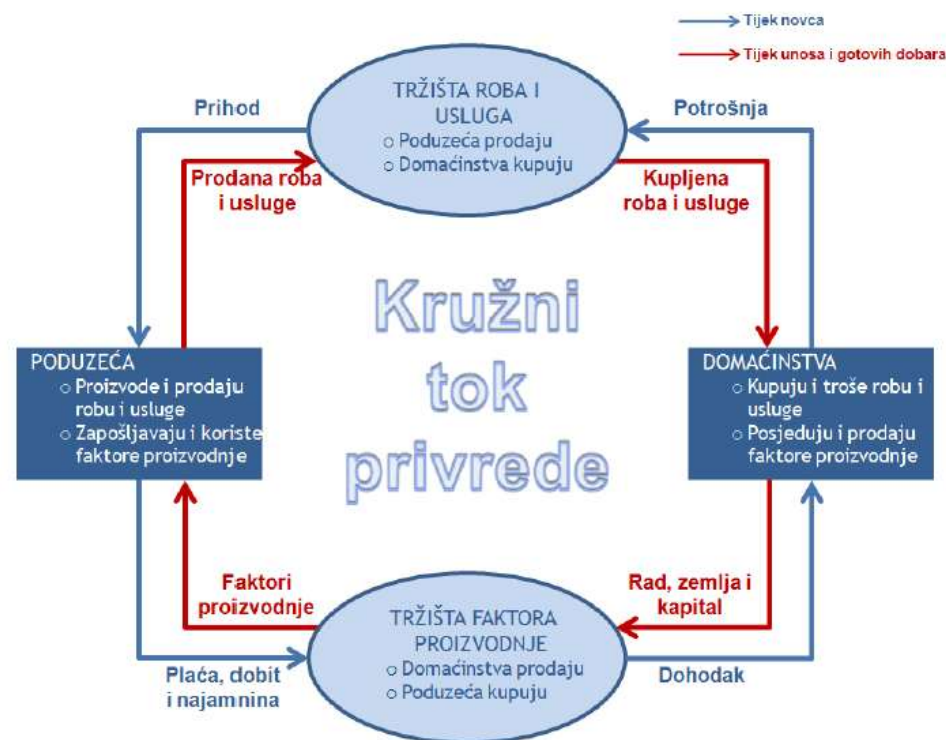 Tijek novca
Tijek unosa i gotovih dobara
TRŽIŠTA ROBA I
USLUGA
o Poduzeća prodaju
o Domaćinstva kupuju
Prihod
Potrošnja
Prodana roba
i usluge
Kupljena
roba i usluge
Kružni
tok
privrede
PODUZEĆA
o Proizvode i prodaju
robu i usluge
o Zapošljavaju i koriste
faktore proizvodnje
DOMAĆINSTVA
o Kupuju i troše robu i
usluge
o Posjeduju i prodaju
faktore proizvodnje
Faktori
proizvodnje
Rad, zemlja i
kapital
TRŽIŠTA FAKTORA
PROIZVODNJE
o Domaćinstva prodaju
o Poduzeća kupuju
Plaća, dobit
i najamnina
Dohodak